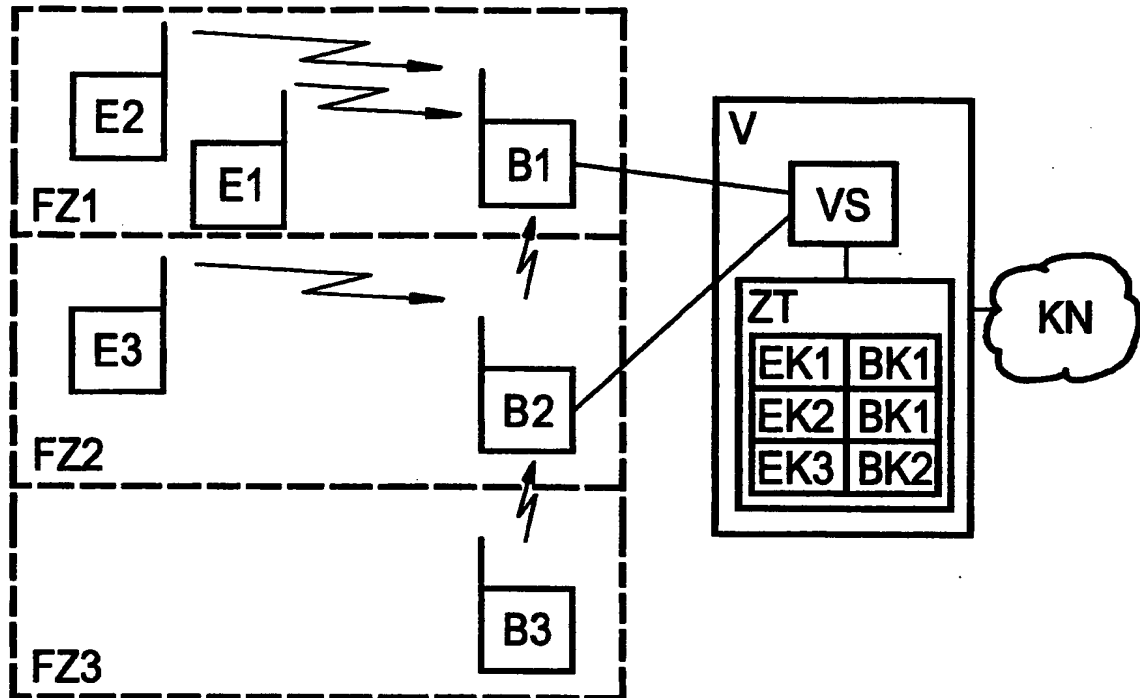 E2
E1
B1
FZ1
E3
B2
FZ2
B3
FZ3
V
VS
ZT
EK1 BK1
EK2 BK1
EK3 BK2
KN